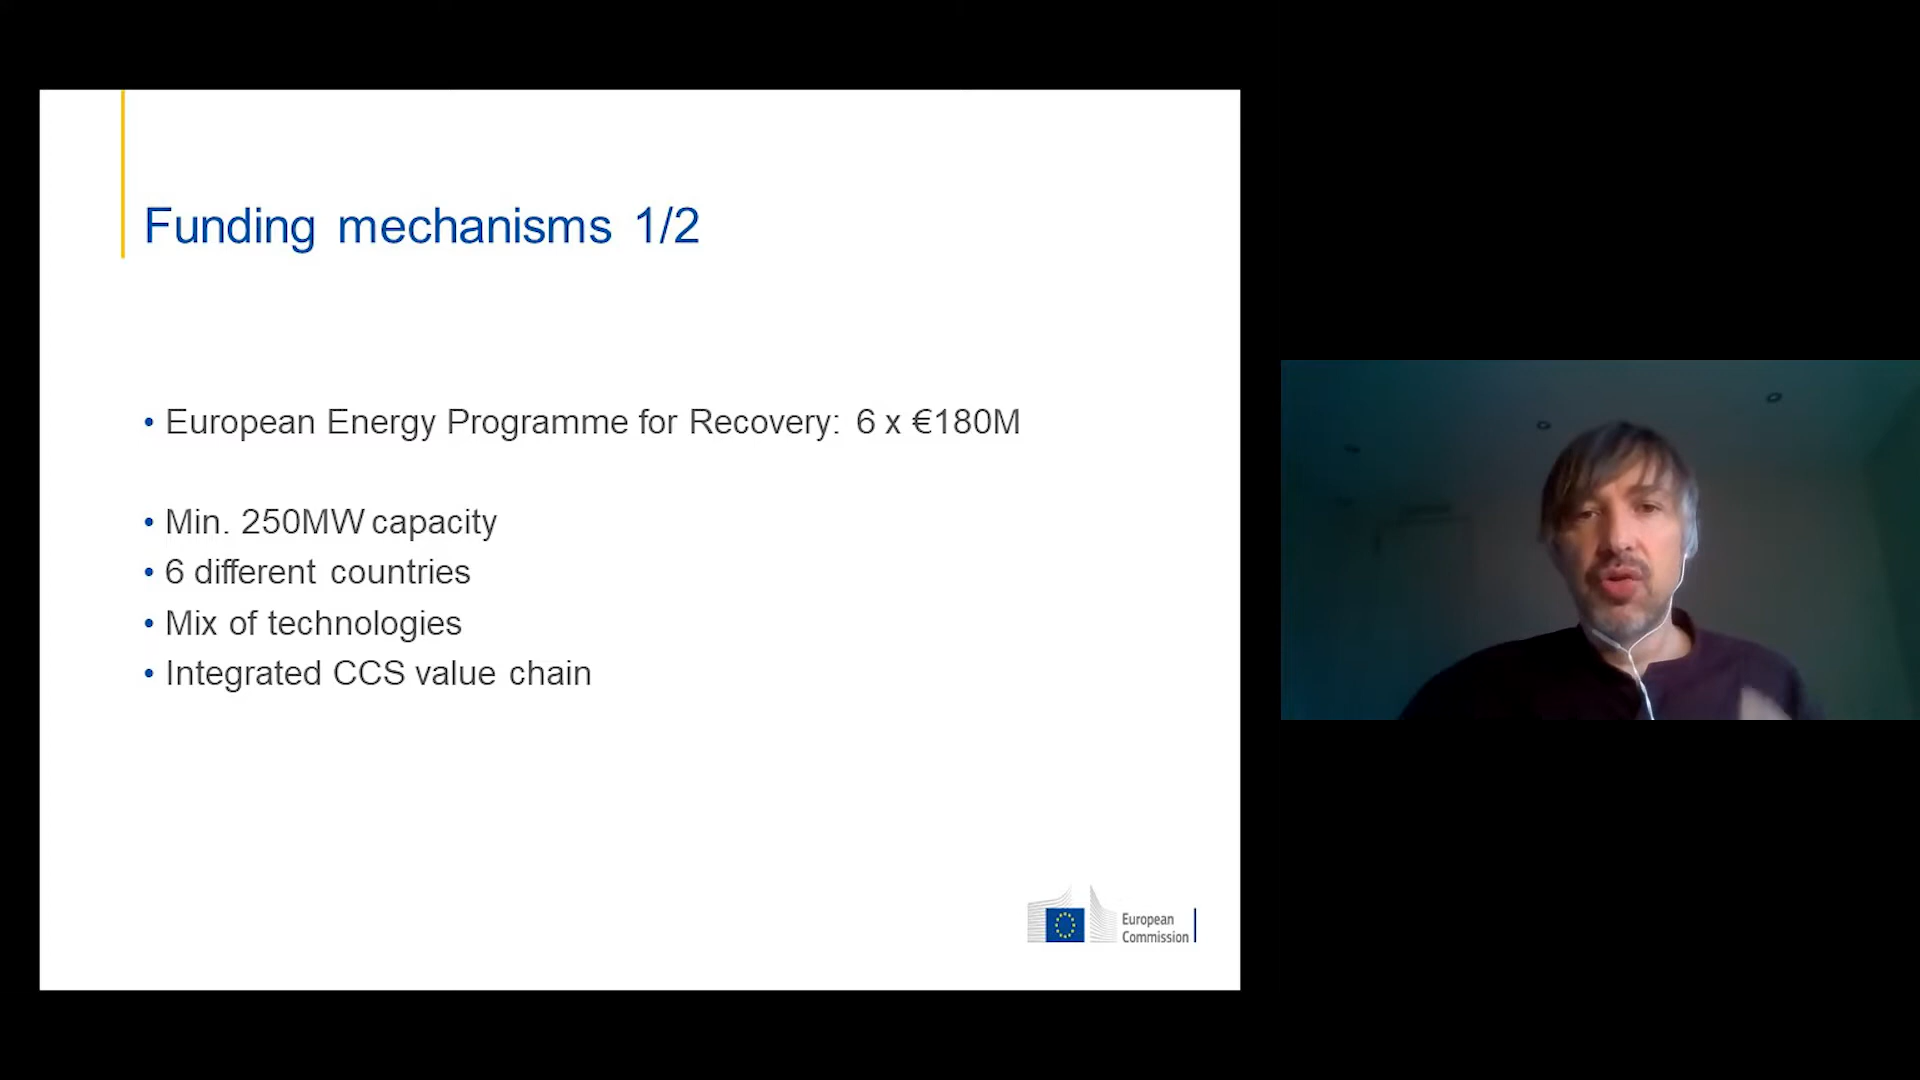 Funding mechanisms 1/2
• European Energy Programme for Recovery: 6 x €180M
• Min. 250MW capacity
• 6 different countries
• Mix of technologies
• Integrated CCS value chain
European
Commission